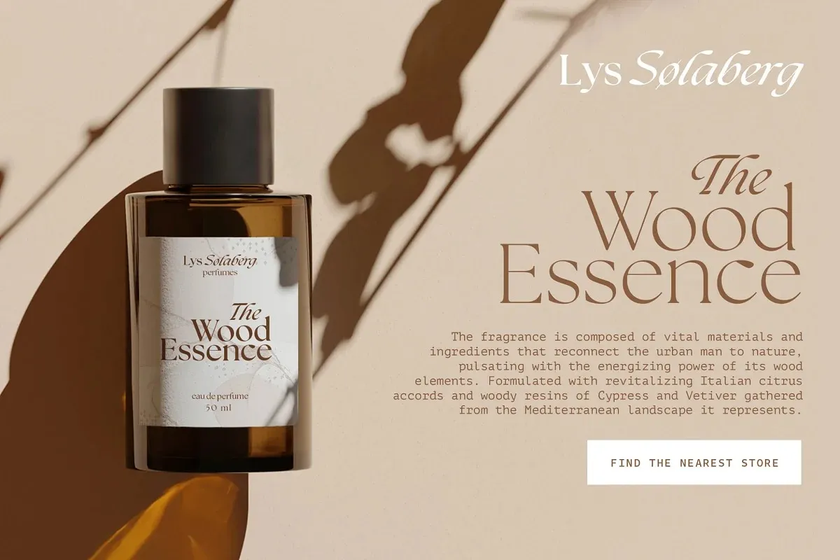 Lys Sølaberg
The
Wood
Essence
The fragrance is composed of vital materials and
ingredients that reconnect the urban man to nature,
pulsating with the energizing power of its wood
elements. Formulated with revitalizing Italian citrus
accords and woody resins of Cypress and Vetiver gathered
from the Mediterranean landscape it represents.
FIND THE NEAREST STORE
Lys Sølaberg
perfumes
The
Wood
Essence
eau de perfume
50 ml